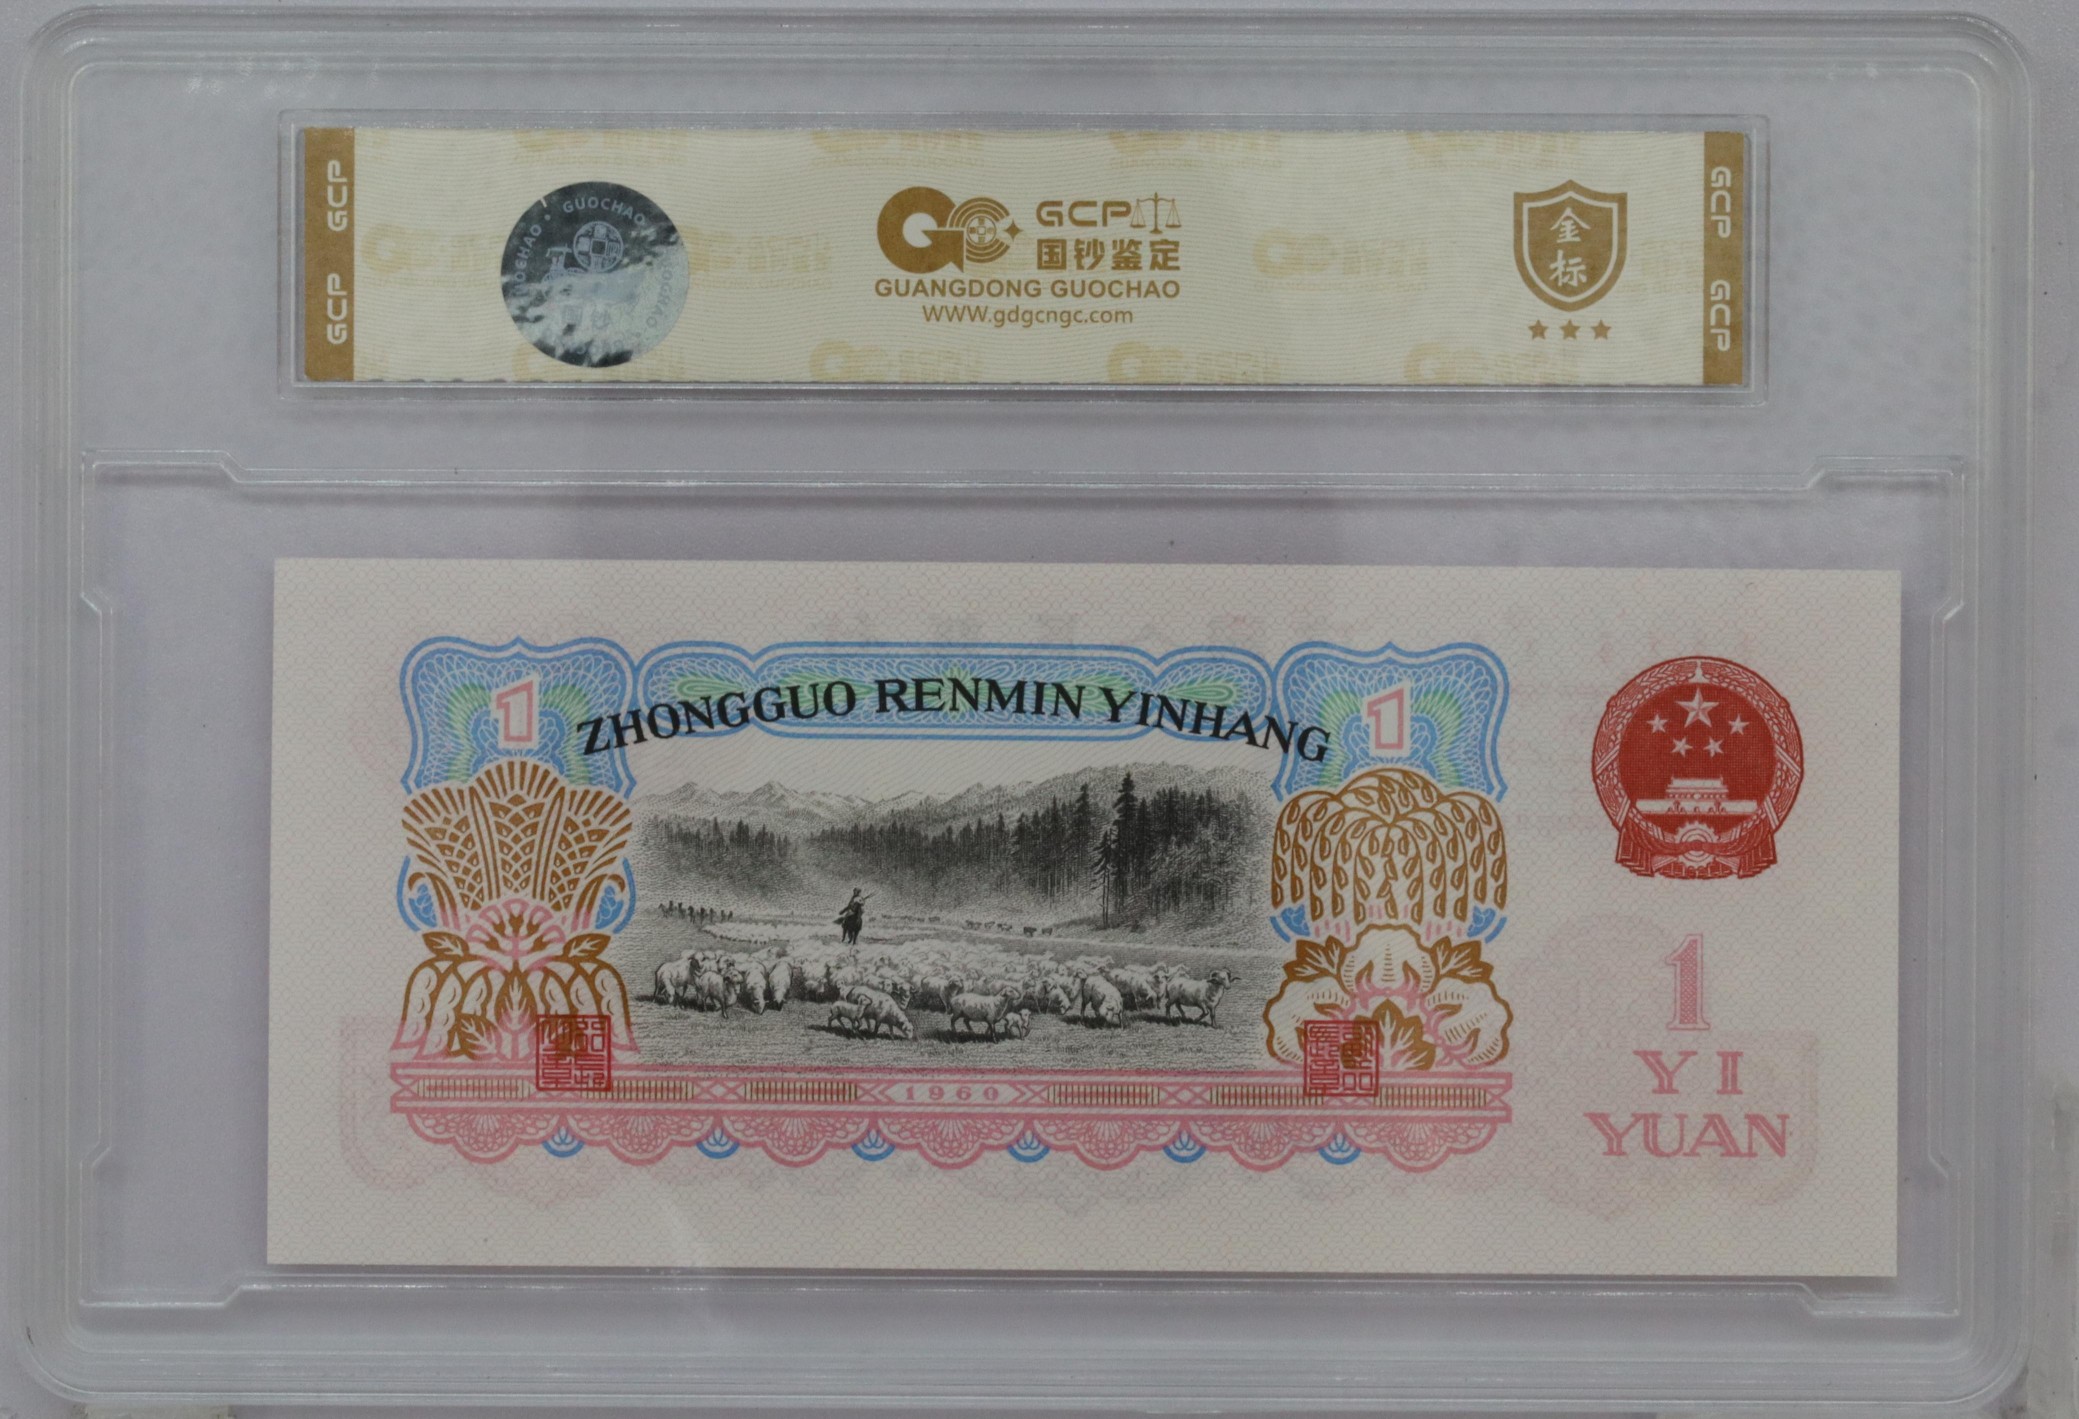 GCP GCP
GUOCHAO
GCP
国钞鉴定
GUANGDONG GUOCHAO
WWW.gdgcngc.com
金标
GCP GCP
1
ZHONGGUO RENMIN YINHANG
1
1960
1
YI
YUAN